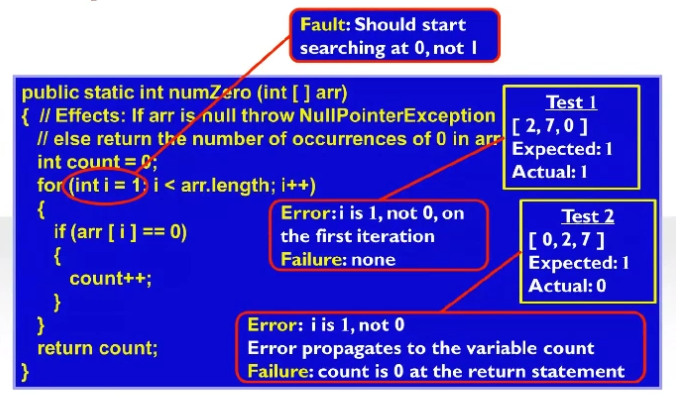 Fault: Should start
searching at 0, not 1
public static int numZero (int [ ] arr)
{ // Effects: If arr is null throw NullPointerException
// else return the number of occurrences of 0 in arr
int count = 0;
for (int i = 1; i < arr.length; i++)
{
if (arr [ i ] == 0)
{
count++;
}
}
return count;
}
Test 1
[ 2, 7, 0 ]
Expected: 1
Actual: 1
Error: i is 1, not 0, on
the first iteration
Failure: none
Test 2
[ 0, 2, 7 ]
Expected: 1
Actual: 0
Error: i is 1, not 0
Error propagates to the variable count
Failure: count is 0 at the return statement